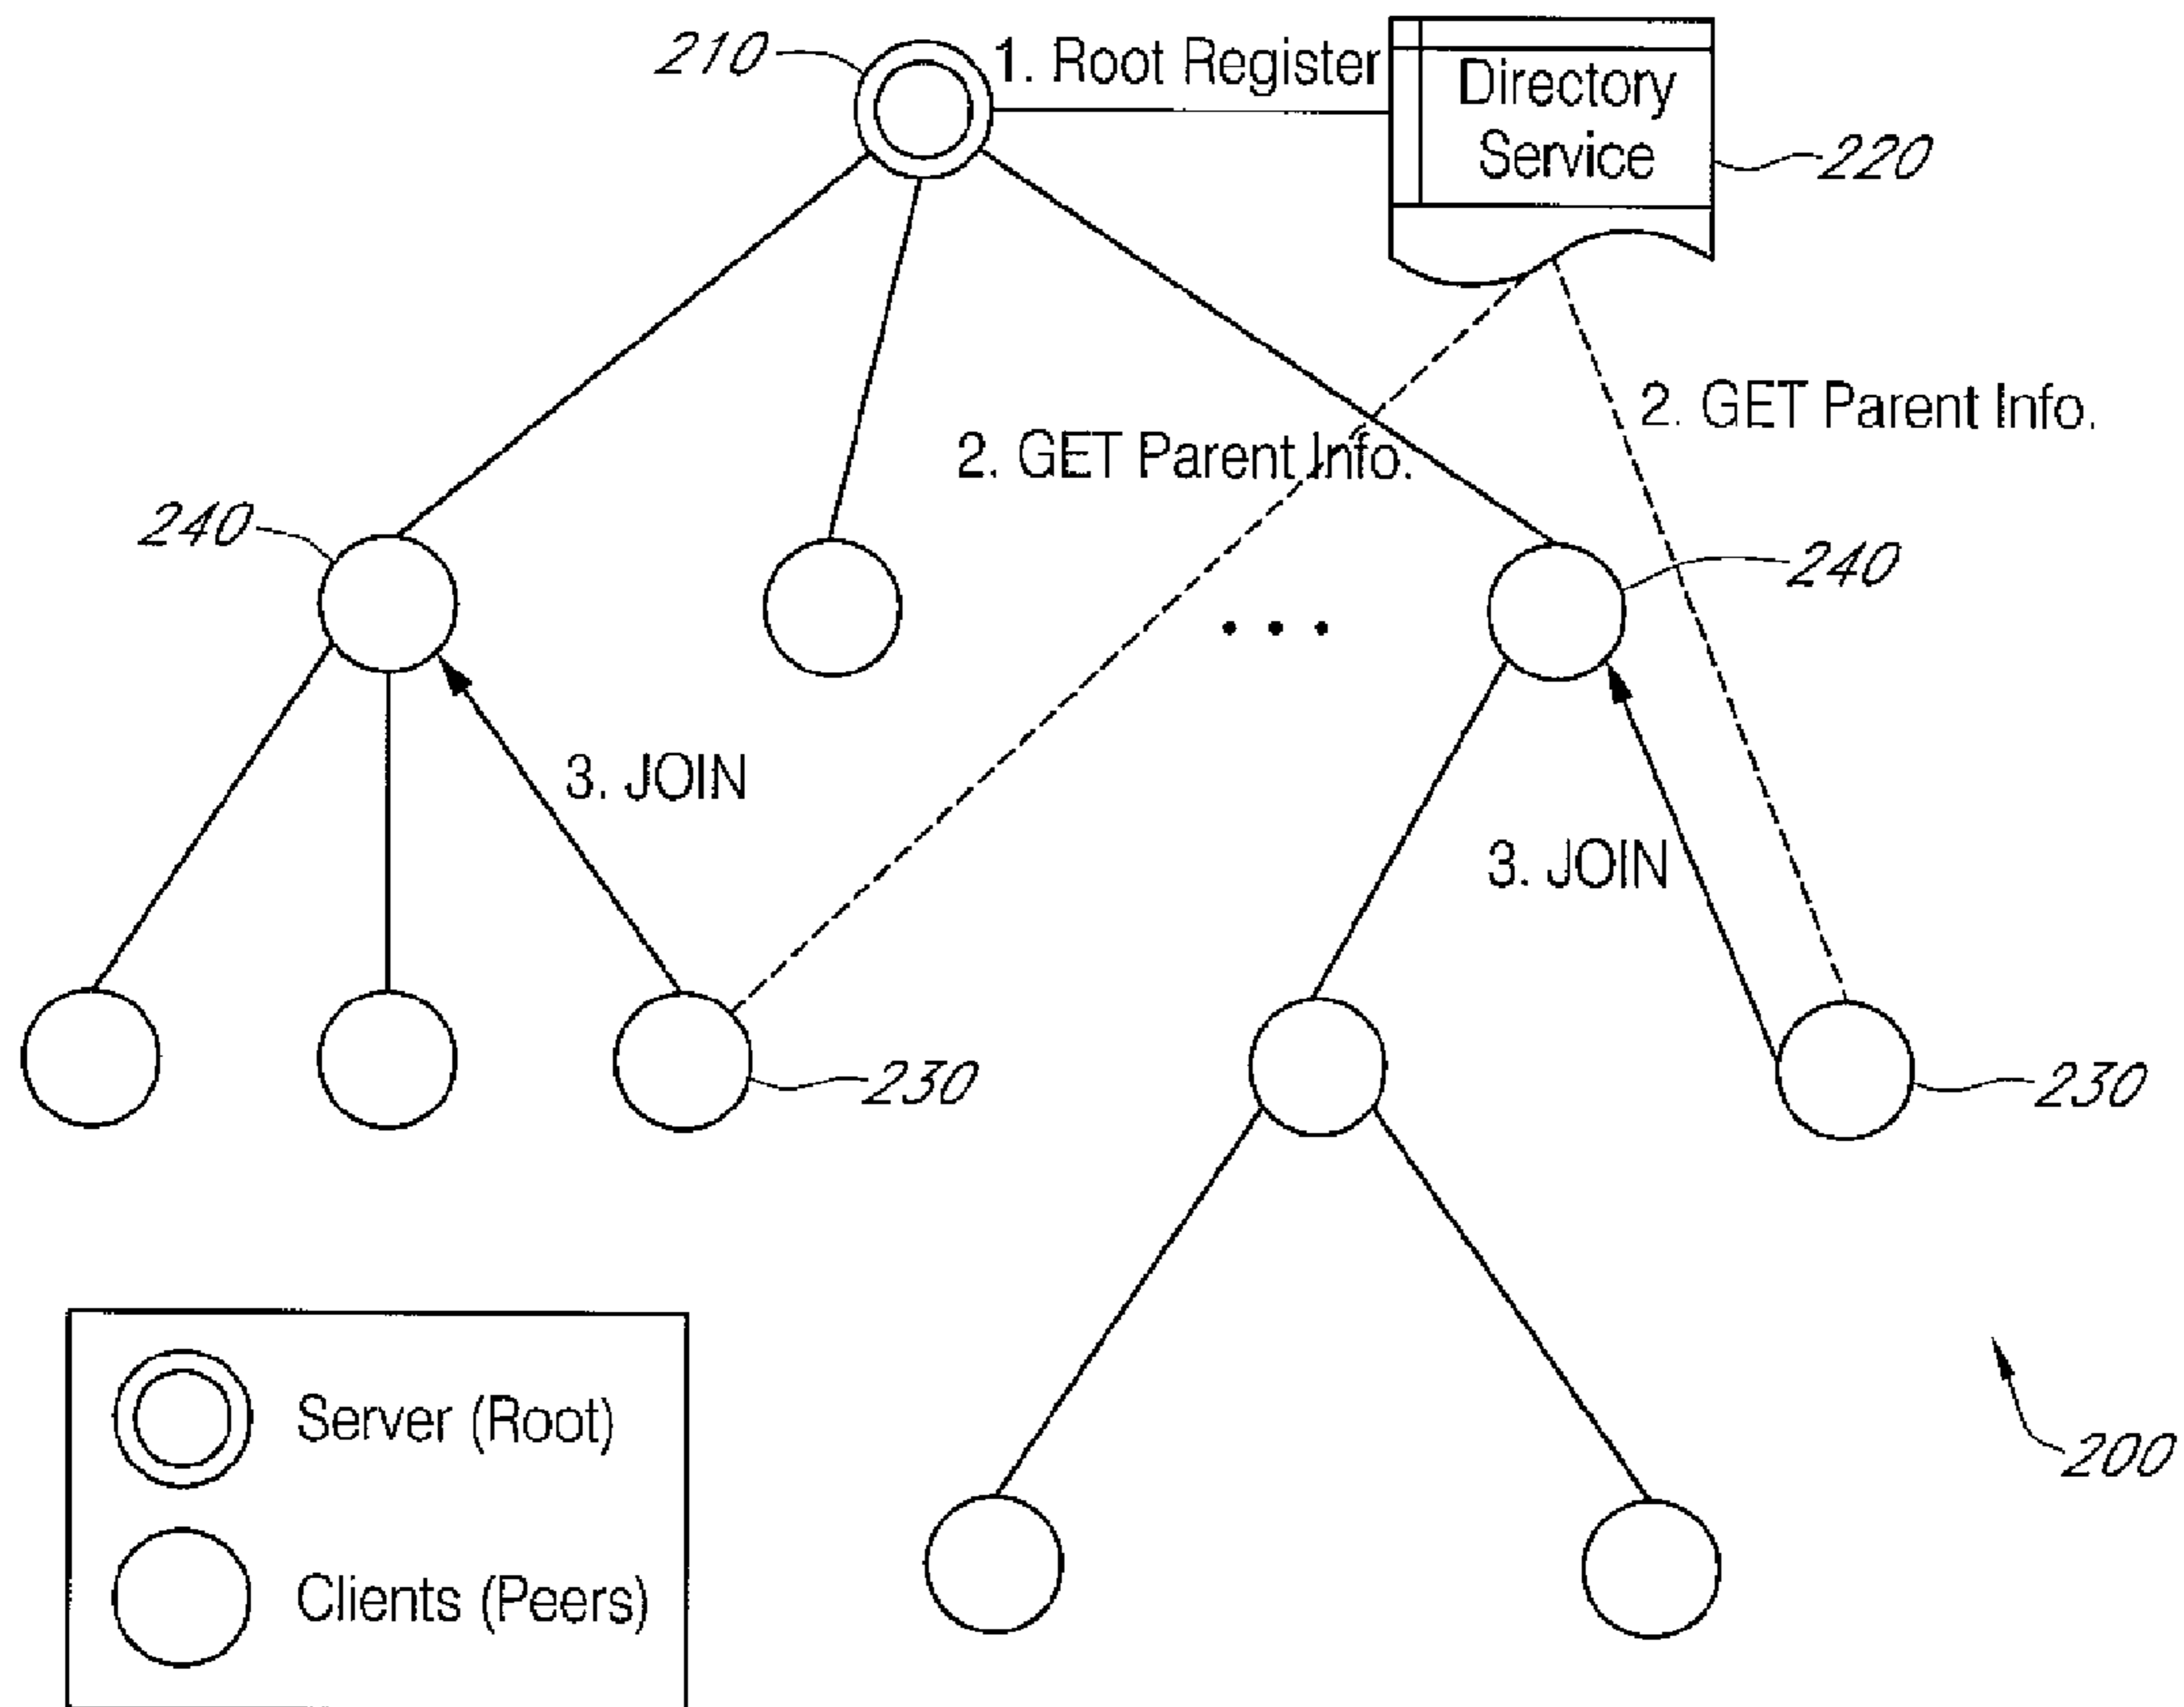 210
1. Root Register
Directory
Service
220
2. GET Parent Info.
2. GET Parent Info.
240
240
3. JOIN
3. JOIN
230
230
Server (Root)
Clients (Peers)
200